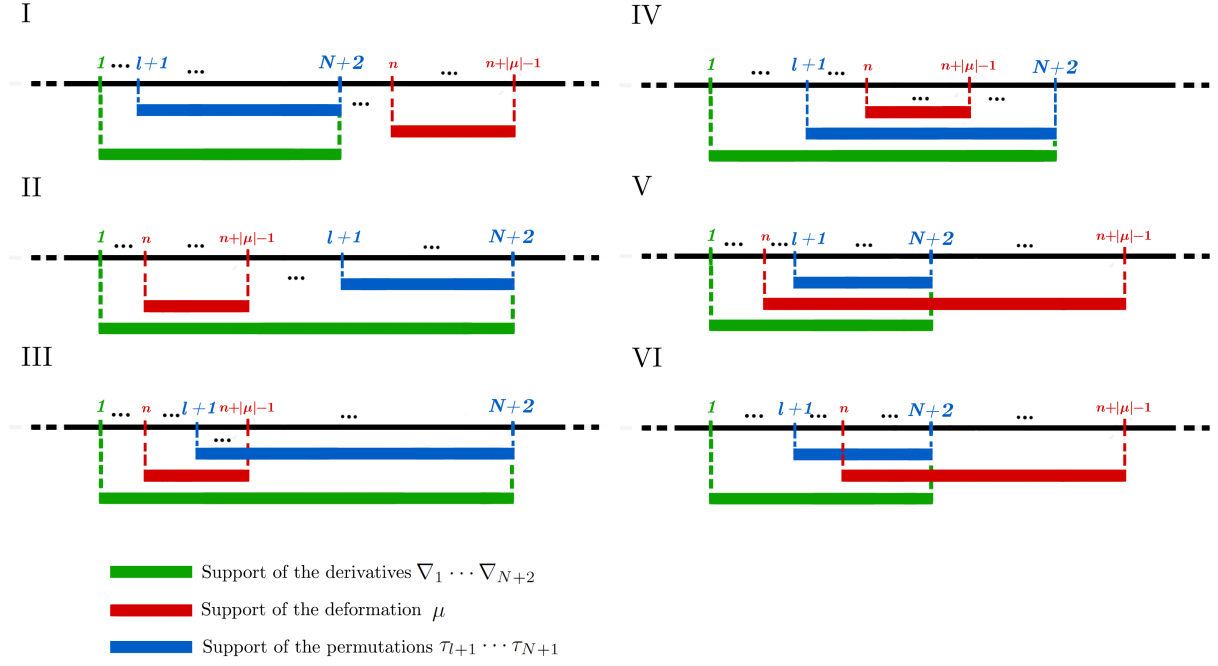 I
... ...
1 l+1 N+2 n n+|μ|−1
...
II
... ... ...
1 n n+|μ|−1 l+1 N+2
...
III
... ... ...
1 n l+1 n+|μ|−1 N+2
...
IV
... ...
1 l+1 n n+|μ|−1 N+2
... ...
V
... ... ... ...
1 n l+1 N+2 n+|μ|−1
VI
... ... ... ...
1 l+1 n N+2 n+|μ|−1
Support of the derivatives ∇₁ ⋯ ∇_{N+2}
Support of the deformation μ
Support of the permutations τ_{l+1} ⋯ τ_{N+1}